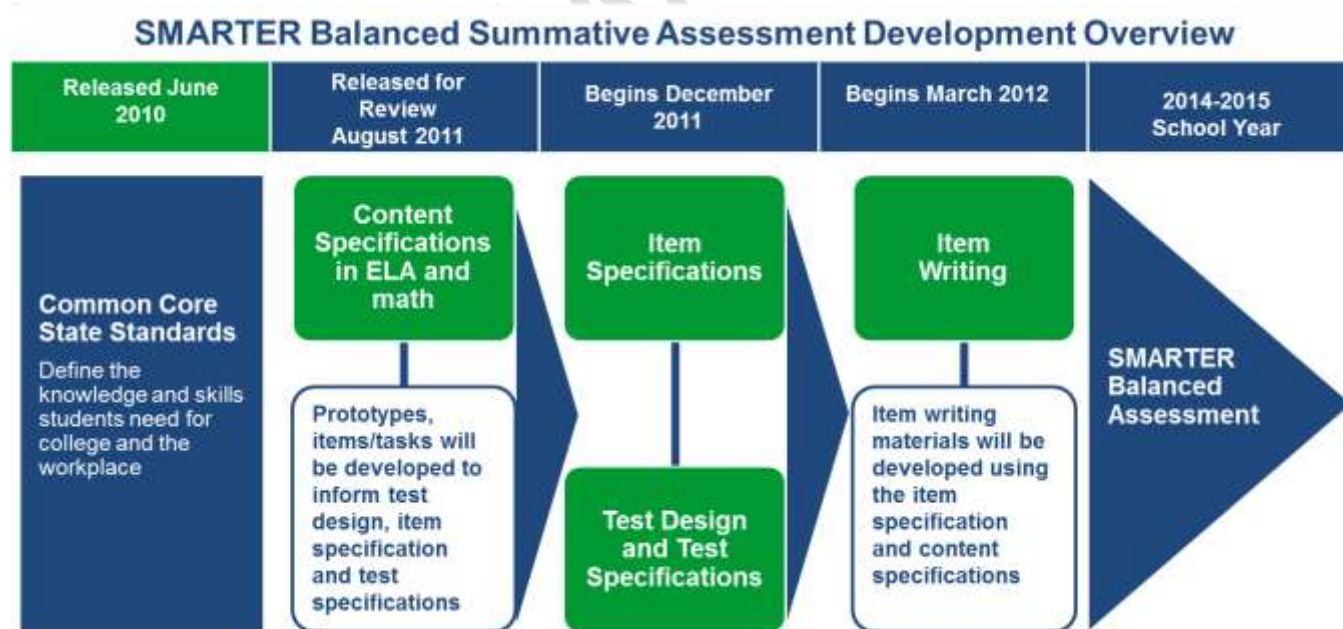 SMARTER Balanced Summative Assessment Development Overview
Released June
2010
Released for
Review
August 2011
Begins December
2011
Begins March 2012
2014-2015
School Year
Common Core
State Standards
Define the
knowledge and skills
students need for
college and the
workplace
Content
Specifications
in ELA and
math
Prototypes,
items/tasks will
be developed to
inform test
design, item
specification
and test
specifications
Item
Specifications
Test Design
and Test
Specifications
Item
Writing
Item writing
materials will be
developed using
the item
specification
and content
specifications
SMARTER
Balanced
Assessment